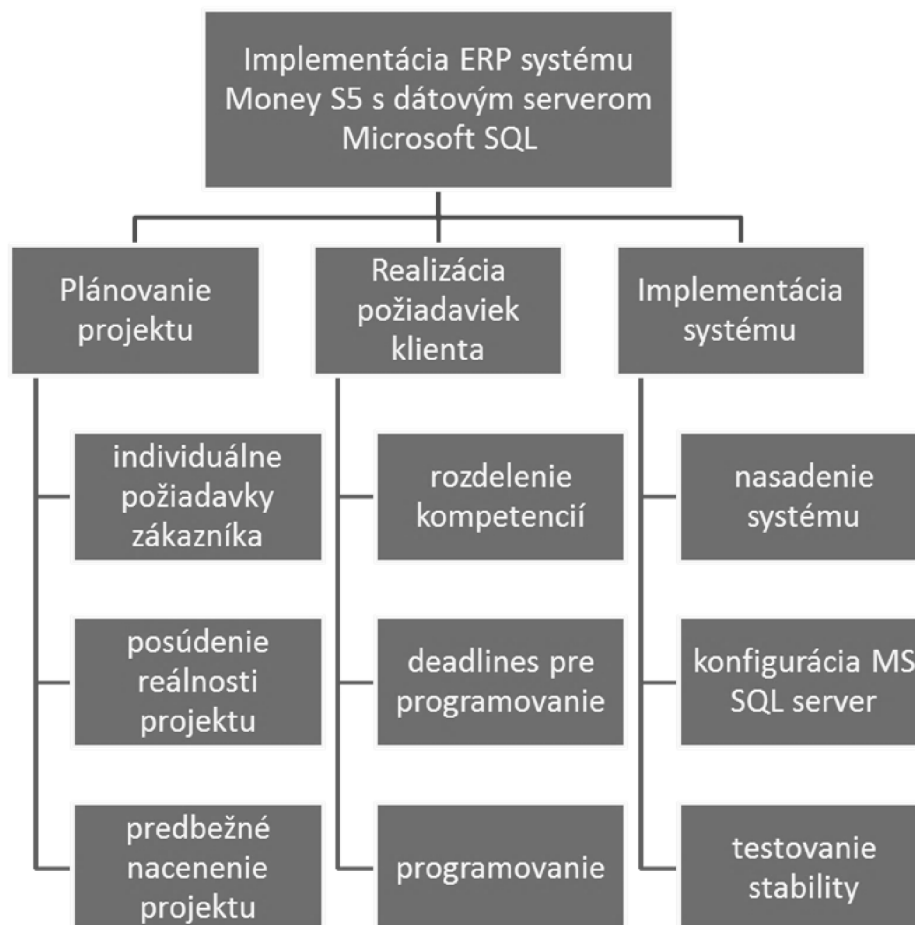 Implementácia ERP systému
Money S5 s dátovým serverom
Microsoft SQL
Plánovanie
projektu
individuálne
požiadavky
zákazníka
posúdenie
reálnosti
projektu
predbežné
nacenenie
projektu
Realizácia
požiadaviek
klienta
rozdelenie
kompetencií
deadlines pre
programovanie
programovanie
Implementácia
systému
nasadenie
systému
konfigurácia MS
SQL server
testovanie
stability